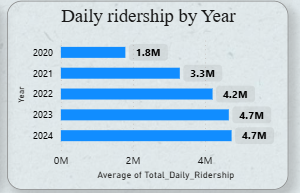 Daily ridership by Year
Year
2020 1.8M
2021 3.3M
2022 4.2M
2023 4.7M
2024 4.7M
0M 2M 4M
Average of Total_Daily_Ridership